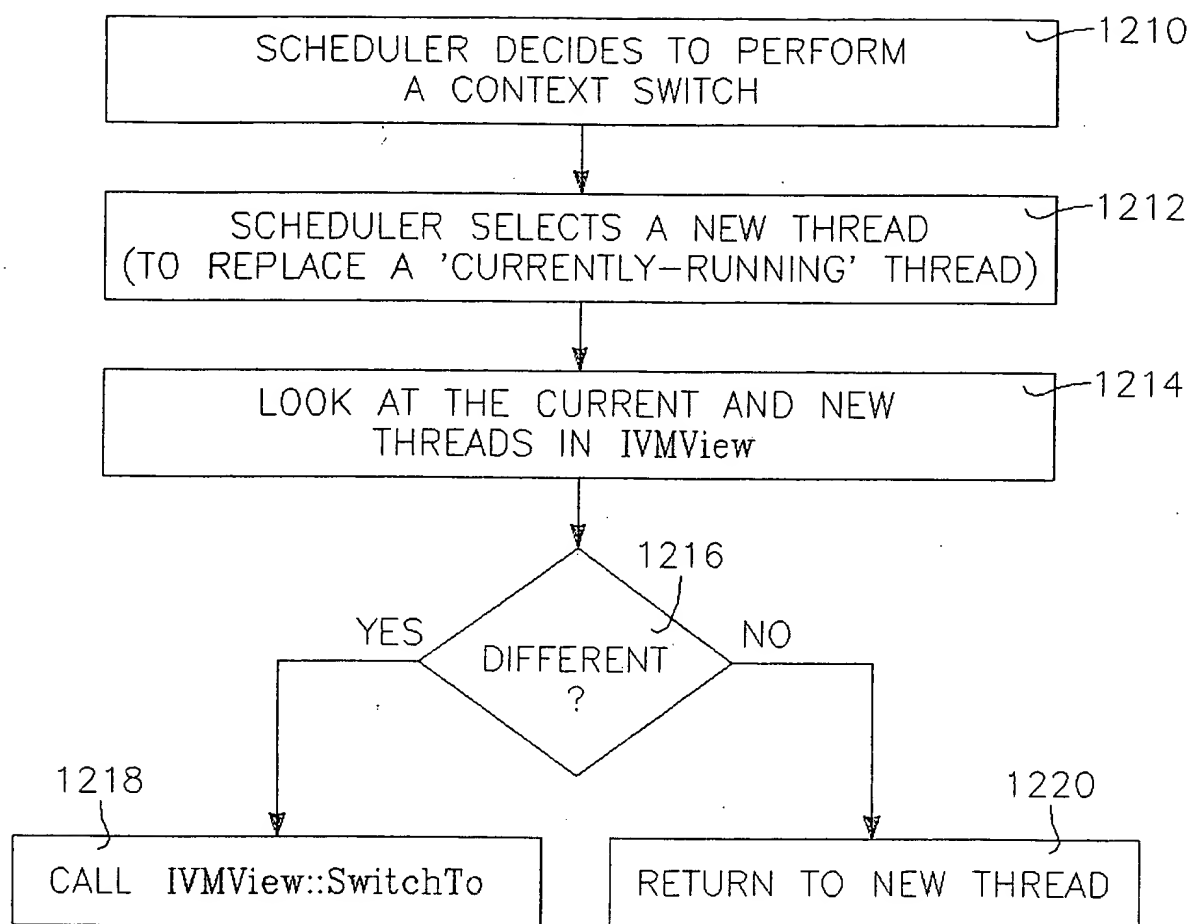 1210
SCHEDULER DECIDES TO PERFORM
A CONTEXT SWITCH
1212
SCHEDULER SELECTS A NEW THREAD
(TO REPLACE A 'CURRENTLY-RUNNING' THREAD)
1214
LOOK AT THE CURRENT AND NEW
THREADS IN IVMView
1216
YES
NO
DIFFERENT
?
1218
1220
CALL IVMView::SwitchTo
RETURN TO NEW THREAD